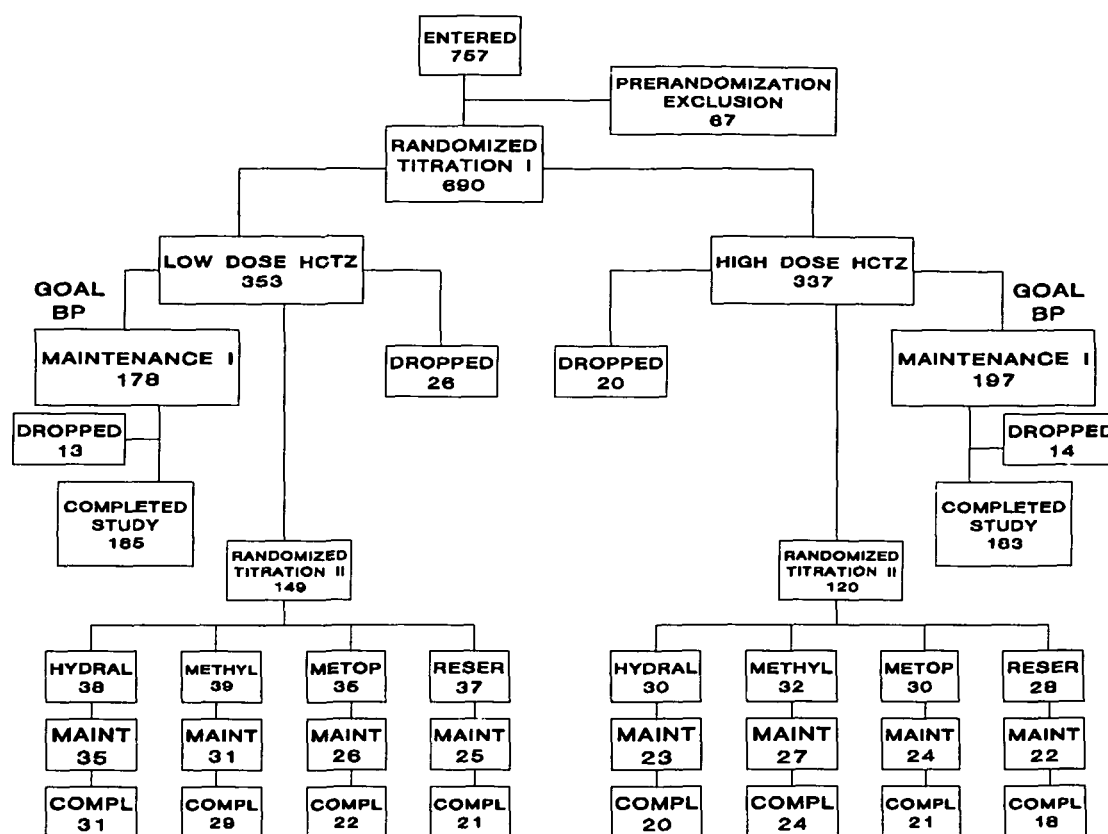 ENTERED
757
PRERANDOMIZATION
EXCLUSION
67
RANDOMIZED
TITRATION I
690
LOW DOSE HCTZ
353
HIGH DOSE HCTZ
337
GOAL
BP
GOAL
BP
MAINTENANCE I
178
DROPPED
26
DROPPED
20
MAINTENANCE I
197
DROPPED
13
DROPPED
14
COMPLETED
STUDY
165
COMPLETED
STUDY
183
RANDOMIZED
TITRATION II
149
RANDOMIZED
TITRATION II
120
HYDRAL
38
METHYL
39
METOP
35
RESER
37
HYDRAL
30
METHYL
32
METOP
30
RESER
28
MAINT
35
MAINT
31
MAINT
26
MAINT
25
MAINT
23
MAINT
27
MAINT
24
MAINT
22
COMPL
31
COMPL
29
COMPL
22
COMPL
21
COMPL
20
COMPL
24
COMPL
21
COMPL
18